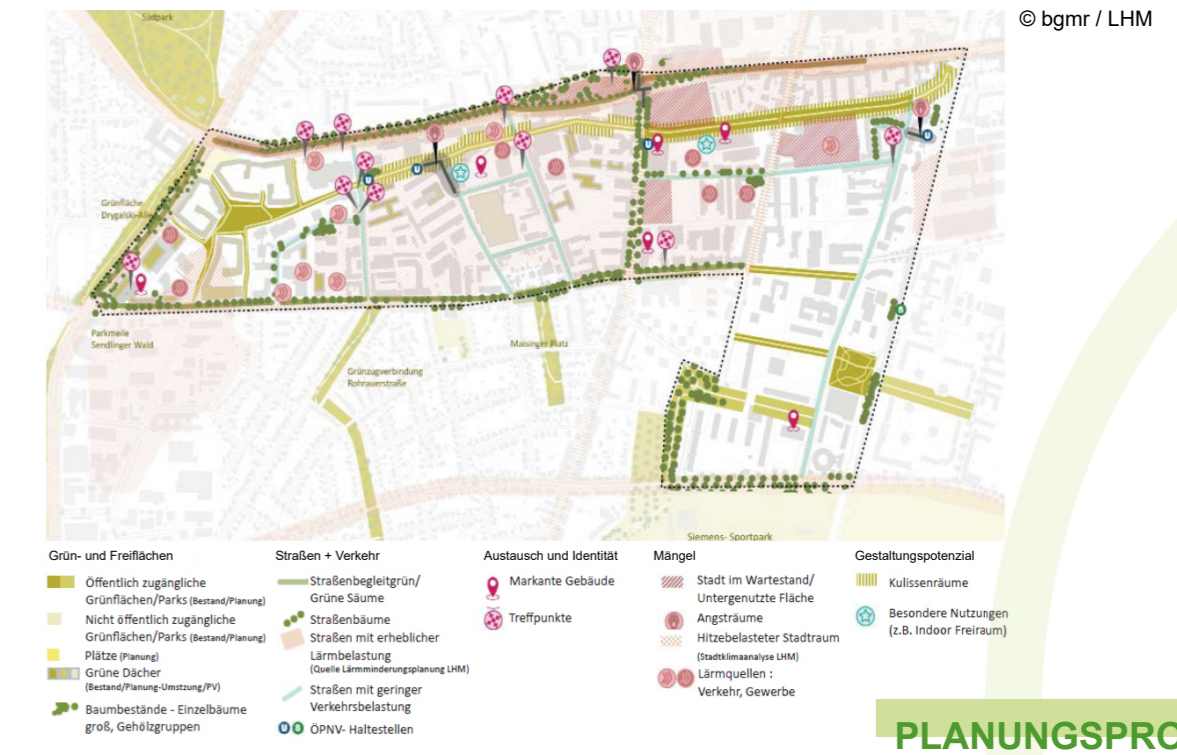 © bgmr / LHM
Südpark
Grünfläche
Drygalski-Allee
Parkmeile
Sendlinger Wald
Grünzugverbindung
Rohrauerstraße
Maisinger Platz
Siemens- Sportpark
U
U
U
U
S
Grün- und Freiflächen
Öffentlich zugängliche
Grünflächen/Parks (Bestand/Planung)
Nicht öffentlich zugängliche
Grünflächen/Parks (Bestand/Planung)
Plätze (Planung)
Grüne Dächer
(Bestand/Planung-Umstzung/PV)
Baumbestände - Einzelbäume
groß, Gehölzgruppen
Straßen + Verkehr
Straßenbegleitgrün/
Grüne Säume
Straßenbäume
Straßen mit erheblicher
Lärmbelastung
(Quelle Lärmminderungsplanung LHM)
Straßen mit geringer
Verkehrsbelastung
U S ÖPNV- Haltestellen
Austausch und Identität
Markante Gebäude
Treffpunkte
Mängel
Stadt im Wartestand/
Untergenutzte Fläche
Angsträume
Hitzebelasteter Stadtraum
(Stadtklimaanalyse LHM)
Lärmquellen :
Verkehr, Gewerbe
Gestaltungspotenzial
Kulissenräume
Besondere Nutzungen
(z.B. Indoor Freiraum)
PLANUNGSPRO